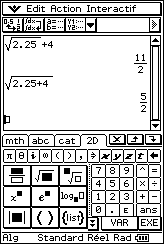 Edit Action Interactif
√2.25 +4
11/2
√2.25+4
5/2
mth abc cat 2D
π θ i ∞ ( ) , ⇒ x y z t
7 8 9 ^ =
4 5 6 × ÷
1 2 3 + −
0 . E ans
log
{list}
VAR EXE
Alg Standard Réel Rad